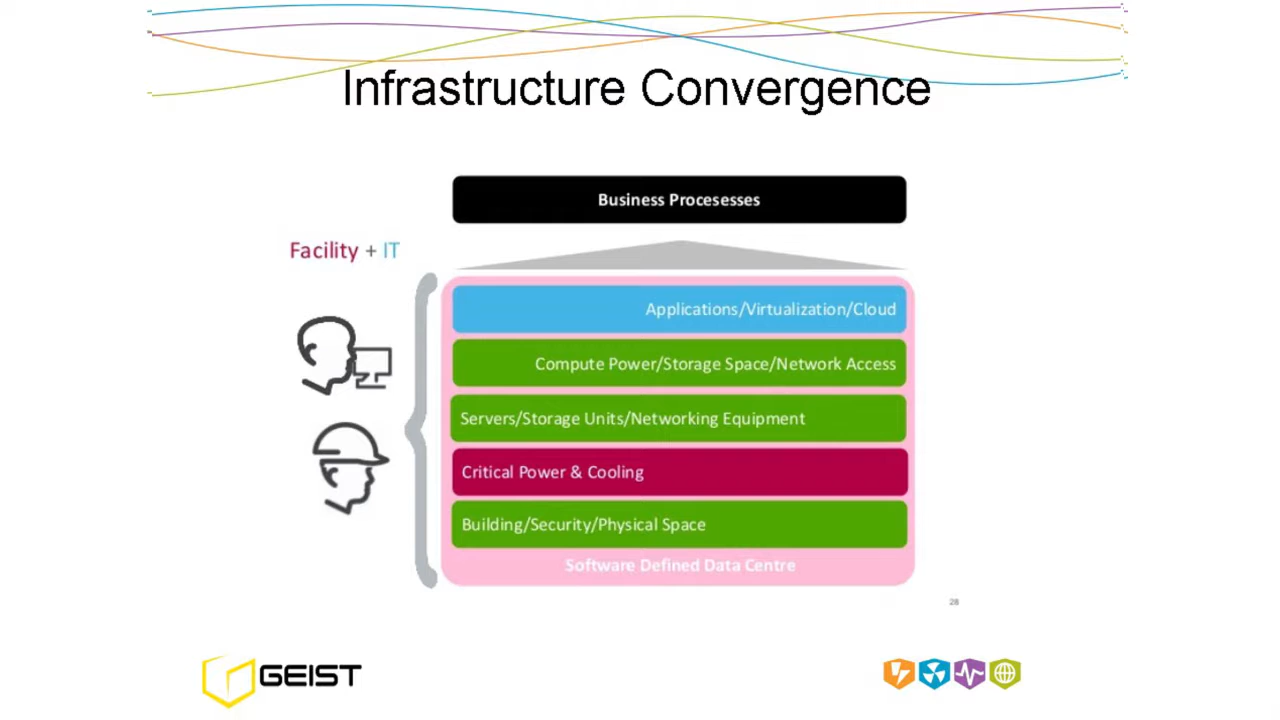 Infrastructure Convergence
Business Procesesses
Facility + IT
Applications/Virtualization/Cloud
Compute Power/Storage Space/Network Access
Servers/Storage Units/Networking Equipment
Critical Power & Cooling
Building/Security/Physical Space
Software Defined Data Centre
28
GEIST